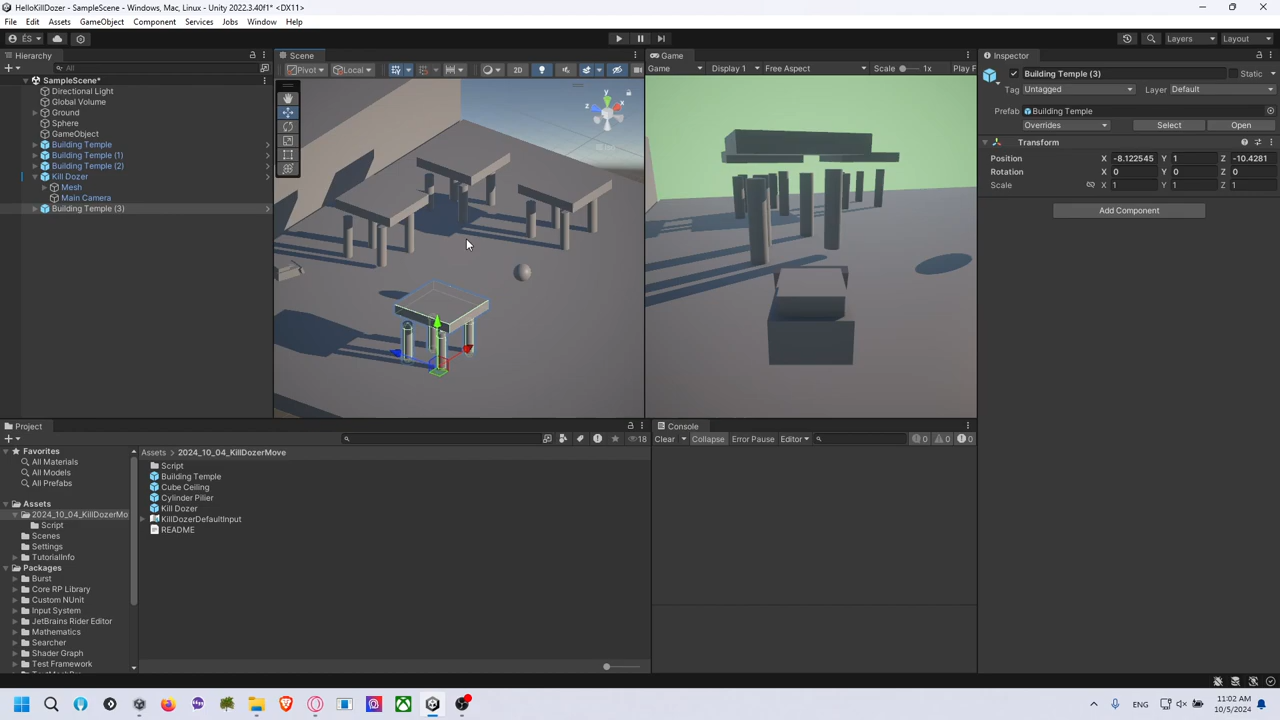 HelloKillDozer - SampleScene - Windows, Mac, Linux - Unity 2022.3.40f1* <DX11>
File Edit Assets GameObject Component Services Jobs Window Help
ÉS
Layers
Layout
Hierarchy
Scene
Game
Inspector
All
Pivot
Local
2D
Game
Display 1
Free Aspect
Scale
1x
Play F
Building Temple (3)
Static
Tag
Untagged
Layer
Default
Prefab
Building Temple
Overrides
Select
Open
Transform
Position X -8.122545 Y 1 Z -10.4281
Rotation X 0 Y 0 Z 0
Scale X 1 Y 1 Z 1
Add Component
SampleScene*
Directional Light
Global Volume
Ground
Sphere
GameObject
Building Temple
Building Temple (1)
Building Temple (2)
Kill Dozer
Mesh
Main Camera
Building Temple (3)
y
x
z
Project
18
Favorites
All Materials
All Models
All Prefabs
Assets
2024_10_04_KillDozerMo
Script
Scenes
Settings
TutorialInfo
Packages
Burst
Core RP Library
Custom NUnit
Input System
JetBrains Rider Editor
Mathematics
Searcher
Shader Graph
Test Framework
Assets > 2024_10_04_KillDozerMove
Script
Building Temple
Cube Ceiling
Cylinder Pilier
Kill Dozer
KillDozerDefaultInput
README
Console
Clear
Collapse
Error Pause
Editor
0
0
0
11:02 AM
10/5/2024